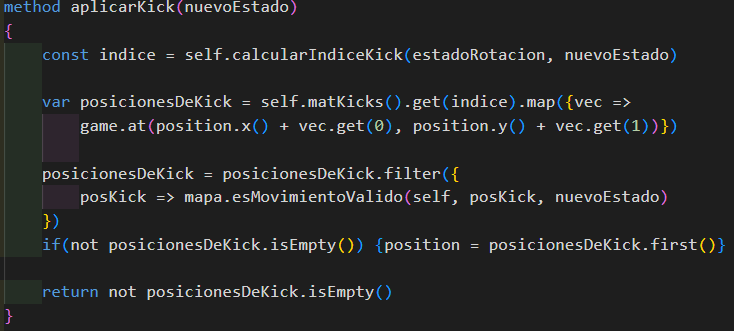 method aplicarKick(nuevoEstado)
{
const indice = self.calcularIndiceKick(estadoRotacion, nuevoEstado)
var posicionesDeKick = self.matKicks().get(indice).map({vec =>
game.at(position.x() + vec.get(0), position.y() + vec.get(1))})
posicionesDeKick = posicionesDeKick.filter({
posKick => mapa.esMovimientoValido(self, posKick, nuevoEstado)
})
if(not posicionesDeKick.isEmpty()) {position = posicionesDeKick.first()}
return not posicionesDeKick.isEmpty()
}